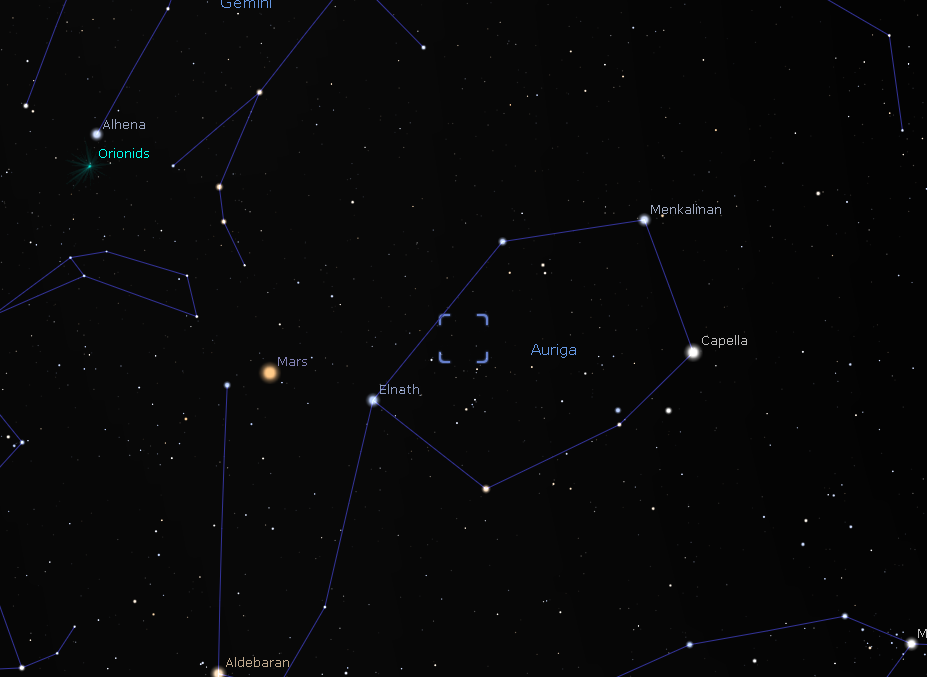 Gemini
Alhena
Orionids
Menkalinan
Capella
Auriga
Mars
Elnath
M
Aldebaran